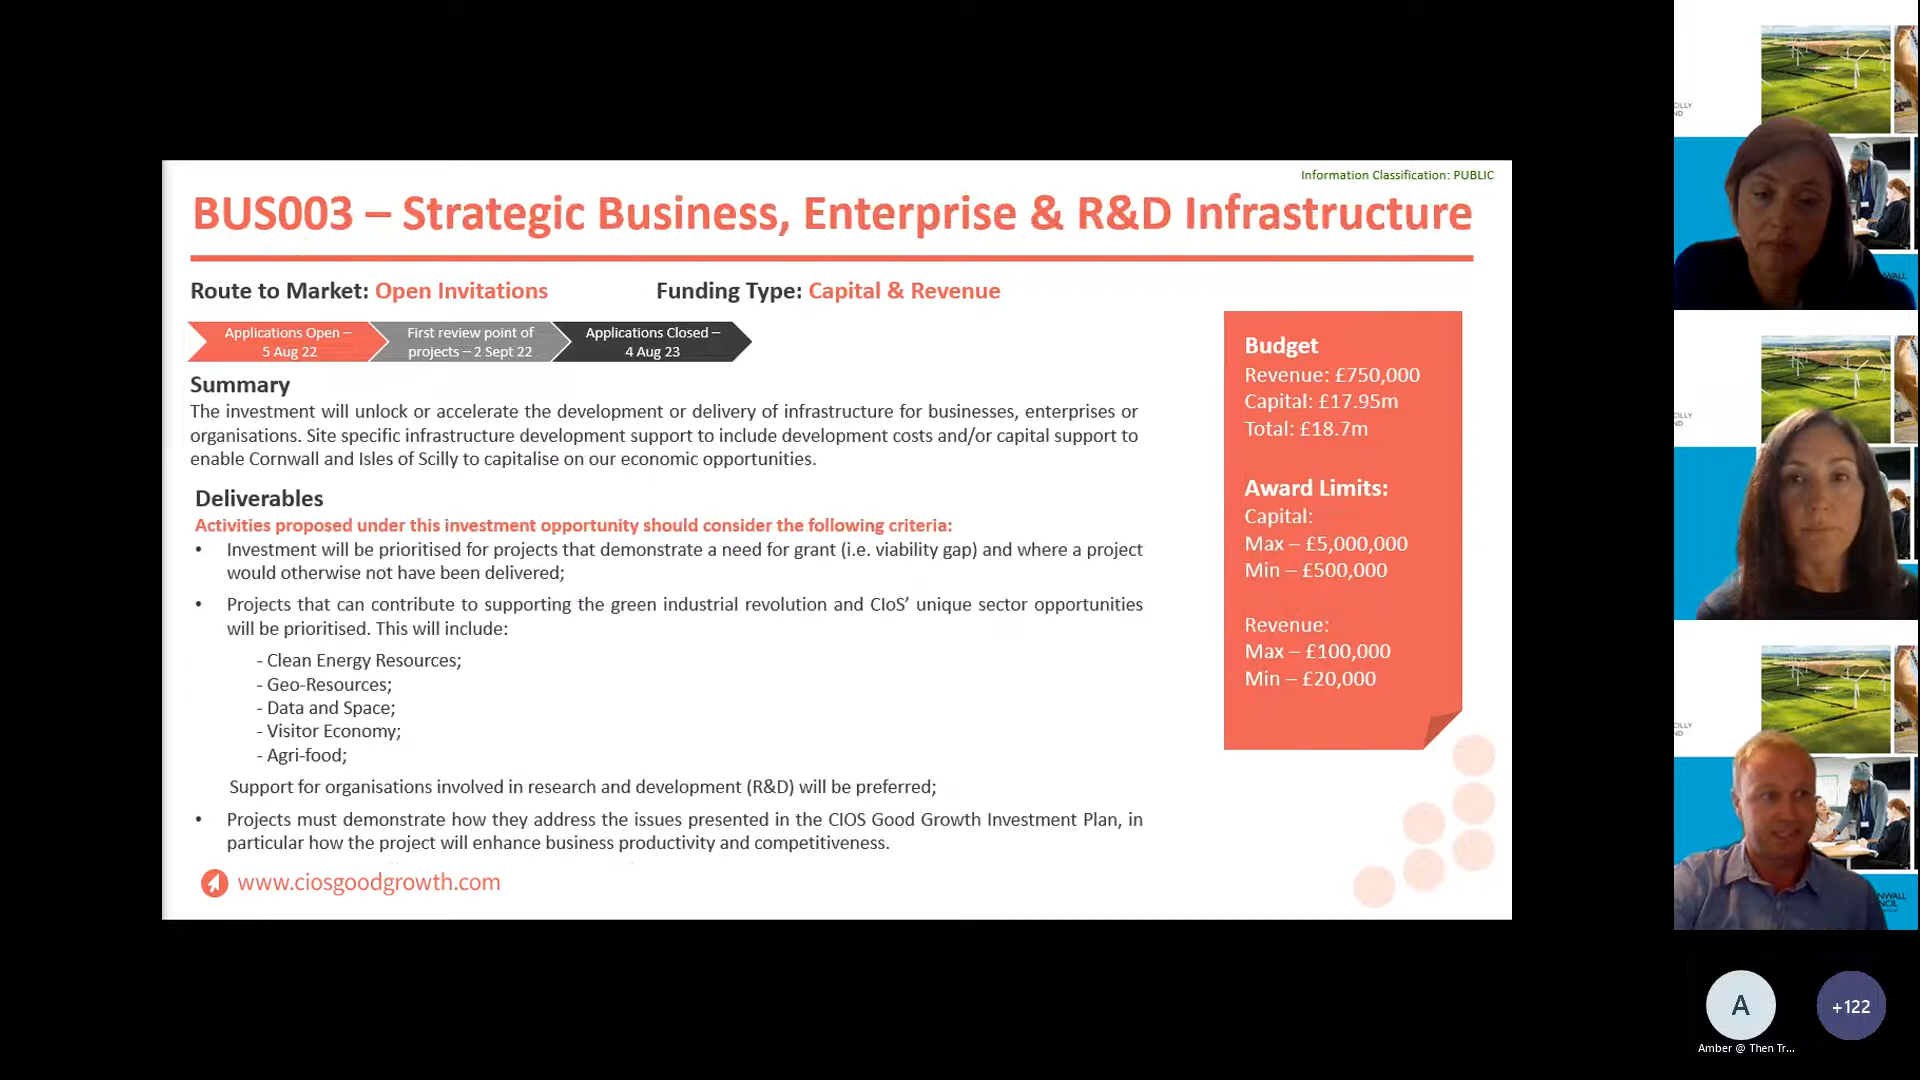 Information Classification: PUBLIC
BUS003 – Strategic Business, Enterprise & R&D Infrastructure
Route to Market: Open Invitations
Funding Type: Capital & Revenue
Applications Open –
5 Aug 22
First review point of
projects – 2 Sept 22
Applications Closed –
4 Aug 23
Summary
The investment will unlock or accelerate the development or delivery of infrastructure for businesses, enterprises or
organisations. Site specific infrastructure development support to include development costs and/or capital support to
enable Cornwall and Isles of Scilly to capitalise on our economic opportunities.
Deliverables
Activities proposed under this investment opportunity should consider the following criteria:
• Investment will be prioritised for projects that demonstrate a need for grant (i.e. viability gap) and where a project
would otherwise not have been delivered;
• Projects that can contribute to supporting the green industrial revolution and CIoS’ unique sector opportunities
will be prioritised. This will include:
- Clean Energy Resources;
- Geo-Resources;
- Data and Space;
- Visitor Economy;
- Agri-food;
Support for organisations involved in research and development (R&D) will be preferred;
• Projects must demonstrate how they address the issues presented in the CIOS Good Growth Investment Plan, in
particular how the project will enhance business productivity and competitiveness.
www.ciosgoodgrowth.com
Budget
Revenue: £750,000
Capital: £17.95m
Total: £18.7m
Award Limits:
Capital:
Max – £5,000,000
Min – £500,000
Revenue:
Max – £100,000
Min – £20,000
CILLY
ND
WALL
CILLY
CILLY
NWALL
NCIL
A
+122
Amber @ Then Tr...